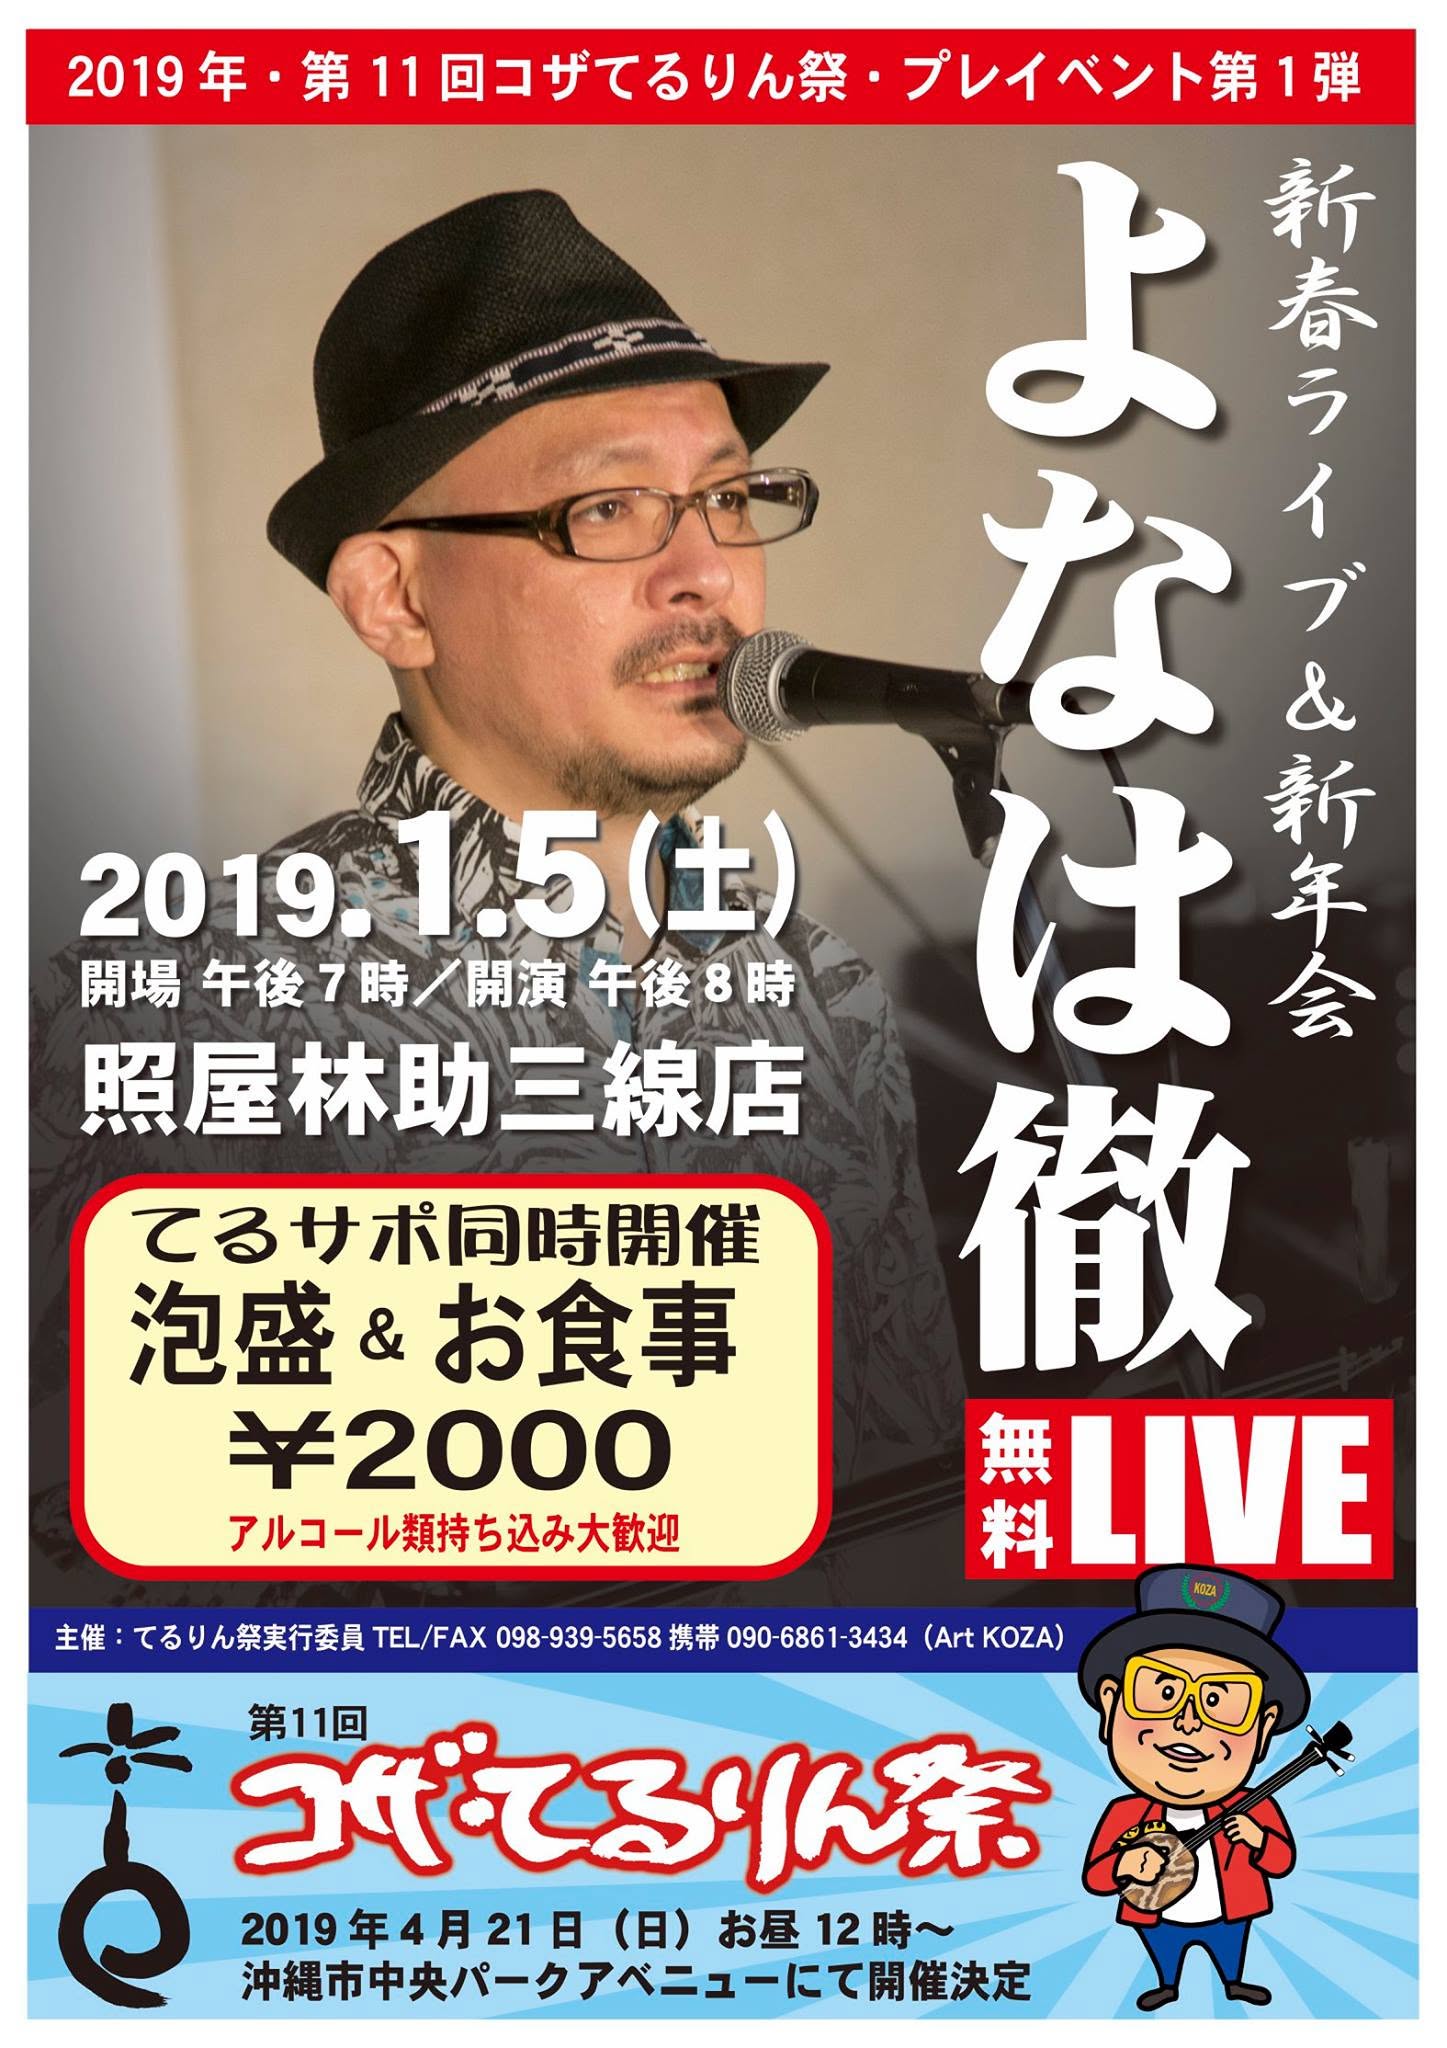 2019年・第11回コザてるりん祭・プレイベント第1弾
新春ライブ&新年会
よなは徹
2019.1.5(土)
開場 午後7時／開演 午後8時
照屋林助三線店
てるサポ同時開催
泡盛&お食事
¥2000
アルコール類持ち込み大歓迎
無料LIVE
主催：てるりん祭実行委員 TEL/FAX 098-939-5658 携帯 090-6861-3434（Art KOZA）
KOZA
第11回
コザ・てるりん祭
2019年4月21日（日）お昼12時～
沖縄市中央パークアベニューにて開催決定